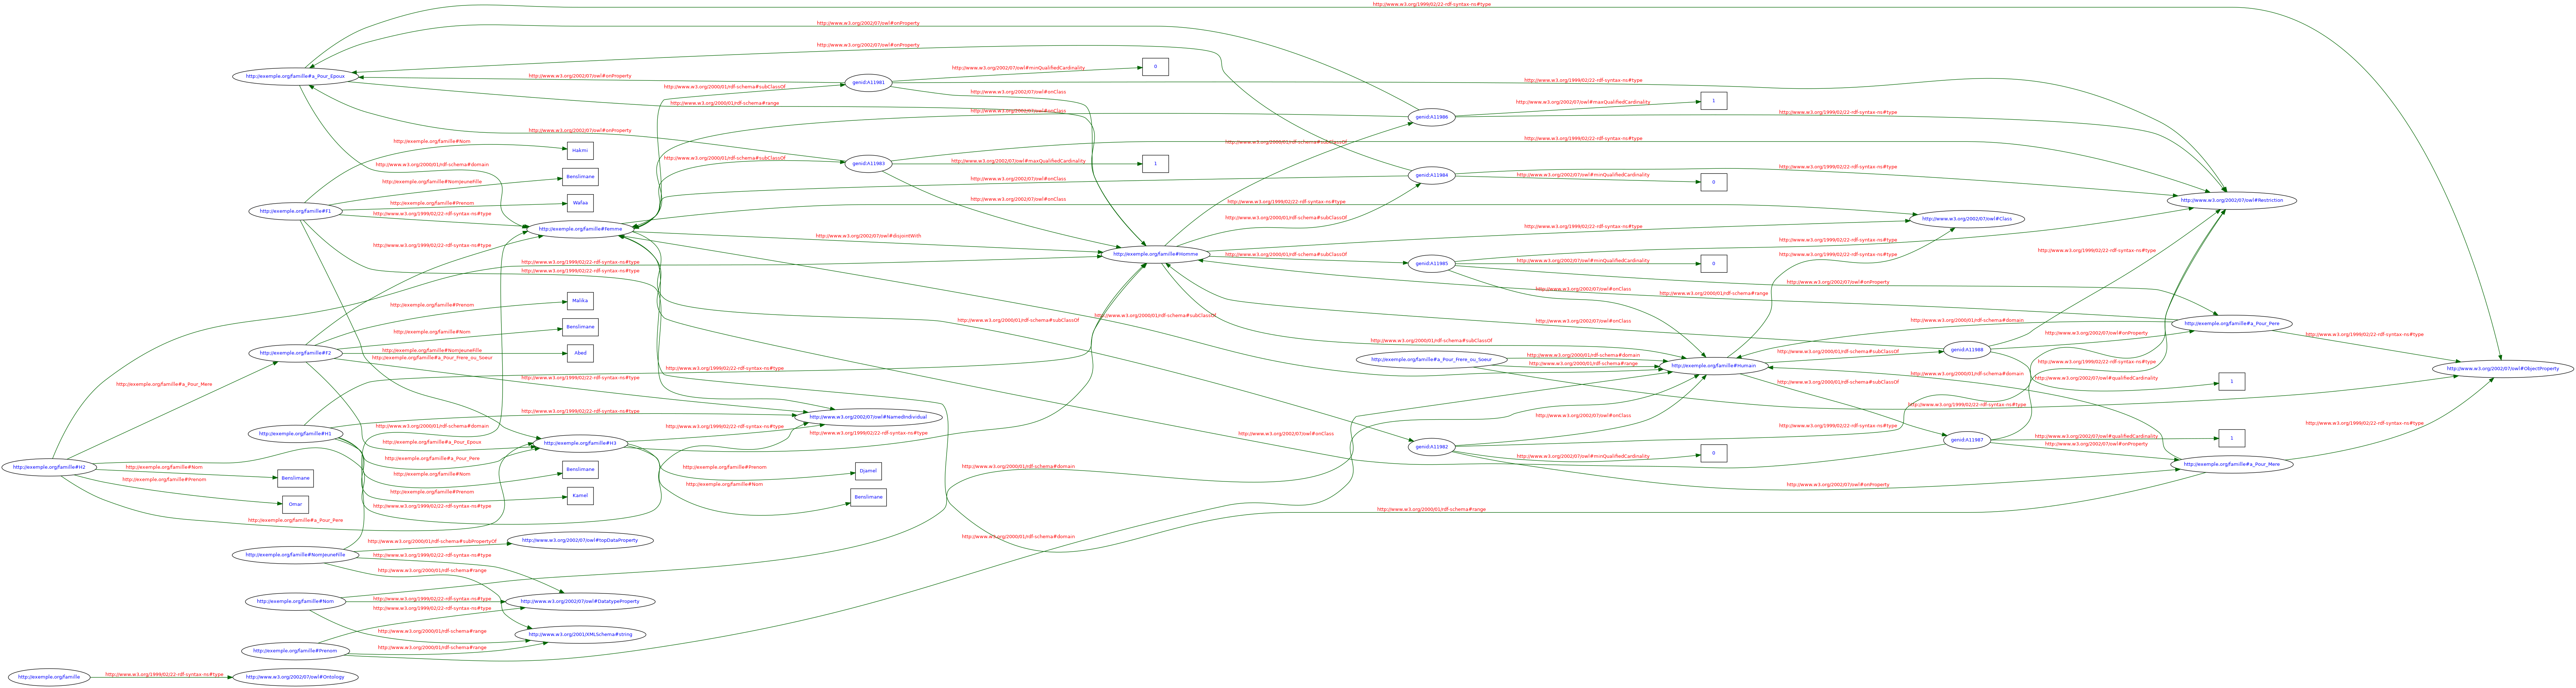 http://www.w3.org/1999/02/22-rdf-syntax-ns#type
http://www.w3.org/2002/07/owl#onProperty
http://www.w3.org/2002/07/owl#onProperty
http://exemple.org/famille#a_Pour_Epoux
http://www.w3.org/2002/07/owl#onProperty
genid:A11981
http://www.w3.org/2002/07/owl#minQualifiedCardinality
0
http://www.w3.org/1999/02/22-rdf-syntax-ns#type
http://www.w3.org/2000/01/rdf-schema#subClassOf
http://www.w3.org/2002/07/owl#onClass
http://www.w3.org/2000/01/rdf-schema#range
http://www.w3.org/2002/07/owl#onClass
http://www.w3.org/2002/07/owl#maxQualifiedCardinality
1
genid:A11986
http://www.w3.org/1999/02/22-rdf-syntax-ns#type
http://www.w3.org/2002/07/owl#onProperty
http://exemple.org/famille#Nom
Hakmi
http://www.w3.org/2000/01/rdf-schema#subClassOf
http://www.w3.org/1999/02/22-rdf-syntax-ns#type
http://www.w3.org/2000/01/rdf-schema#subClassOf
http://www.w3.org/2000/01/rdf-schema#domain
genid:A11983
http://www.w3.org/2002/07/owl#maxQualifiedCardinality
1
http://www.w3.org/1999/02/22-rdf-syntax-ns#type
http://exemple.org/famille#NomJeuneFille
Benslimane
http://www.w3.org/2002/07/owl#onClass
genid:A11984
http://www.w3.org/2002/07/owl#minQualifiedCardinality
0
http://exemple.org/famille#Prenom
Wafaa
http://www.w3.org/2002/07/owl#onClass
http://www.w3.org/1999/02/22-rdf-syntax-ns#type
http://www.w3.org/2002/07/owl#Restriction
http://exemple.org/famille#F1
http://www.w3.org/1999/02/22-rdf-syntax-ns#type
http://www.w3.org/2000/01/rdf-schema#subClassOf
http://www.w3.org/2002/07/owl#Class
http://exemple.org/famille#Femme
http://www.w3.org/2002/07/owl#disjointWith
http://www.w3.org/1999/02/22-rdf-syntax-ns#type
http://www.w3.org/1999/02/22-rdf-syntax-ns#type
http://www.w3.org/1999/02/22-rdf-syntax-ns#type
http://www.w3.org/1999/02/22-rdf-syntax-ns#type
http://exemple.org/famille#Homme
http://www.w3.org/2000/01/rdf-schema#subClassOf
http://www.w3.org/1999/02/22-rdf-syntax-ns#type
http://www.w3.org/1999/02/22-rdf-syntax-ns#type
http://www.w3.org/1999/02/22-rdf-syntax-ns#type
genid:A11985
http://www.w3.org/2002/07/owl#minQualifiedCardinality
0
http://www.w3.org/2002/07/owl#onProperty
http://www.w3.org/2002/07/owl#onClass
http://www.w3.org/2000/01/rdf-schema#range
http://exemple.org/famille#Prenom
Malika
http://www.w3.org/2000/01/rdf-schema#subClassOf
http://www.w3.org/2000/01/rdf-schema#subClassOf
http://www.w3.org/2002/07/owl#onClass
http://www.w3.org/2000/01/rdf-schema#domain
http://exemple.org/famille#a_Pour_Pere
http://exemple.org/famille#Nom
Benslimane
http://www.w3.org/2002/07/owl#onProperty
http://www.w3.org/1999/02/22-rdf-syntax-ns#type
http://www.w3.org/2000/01/rdf-schema#subClassOf
http://exemple.org/famille#F2
http://exemple.org/famille#NomJeuneFille
Abed
http://exemple.org/famille#a_Pour_Frere_ou_Soeur
http://exemple.org/famille#a_Pour_Frere_ou_Soeur
http://www.w3.org/2000/01/rdf-schema#domain
http://www.w3.org/2000/01/rdf-schema#range
http://www.w3.org/2000/01/rdf-schema#subClassOf
genid:A11988
http://www.w3.org/1999/02/22-rdf-syntax-ns#type
http://www.w3.org/1999/02/22-rdf-syntax-ns#type
http://exemple.org/famille#Humain
http://www.w3.org/2000/01/rdf-schema#domain
http://www.w3.org/2002/07/owl#ObjectProperty
http://exemple.org/famille#a_Pour_Mere
http://www.w3.org/1999/02/22-rdf-syntax-ns#type
http://www.w3.org/2000/01/rdf-schema#subClassOf
http://www.w3.org/2002/07/owl#qualifiedCardinality
1
http://www.w3.org/1999/02/22-rdf-syntax-ns#type
http://www.w3.org/1999/02/22-rdf-syntax-ns#type
http://www.w3.org/2002/07/owl#NamedIndividual
http://www.w3.org/2002/07/owl#onClass
http://www.w3.org/2000/01/rdf-schema#domain
http://www.w3.org/1999/02/22-rdf-syntax-ns#type
http://www.w3.org/1999/02/22-rdf-syntax-ns#type
http://www.w3.org/1999/02/22-rdf-syntax-ns#type
http://exemple.org/famille#H1
http://www.w3.org/1999/02/22-rdf-syntax-ns#type
http://www.w3.org/2002/07/owl#onClass
http://exemple.org/famille#a_Pour_Epoux
http://exemple.org/famille#H3
genid:A11982
genid:A11987
http://www.w3.org/2002/07/owl#qualifiedCardinality
1
http://www.w3.org/2002/07/owl#onProperty
http://exemple.org/famille#a_Pour_Pere
http://www.w3.org/2002/07/owl#minQualifiedCardinality
0
http://exemple.org/famille#a_Pour_Mere
http://exemple.org/famille#H2
http://exemple.org/famille#Nom
Benslimane
http://exemple.org/famille#Nom
Benslimane
http://exemple.org/famille#Prenom
Djamel
http://www.w3.org/2000/01/rdf-schema#domain
http://exemple.org/famille#Prenom
http://exemple.org/famille#Nom
http://www.w3.org/2002/07/owl#onProperty
http://exemple.org/famille#Prenom
Kamel
Benslimane
Omar
http://www.w3.org/1999/02/22-rdf-syntax-ns#type
http://www.w3.org/2000/01/rdf-schema#range
http://exemple.org/famille#a_Pour_Pere
http://www.w3.org/2000/01/rdf-schema#domain
http://www.w3.org/2000/01/rdf-schema#subPropertyOf
http://www.w3.org/2002/07/owl#topDataProperty
http://exemple.org/famille#NomJeuneFille
http://www.w3.org/1999/02/22-rdf-syntax-ns#type
http://www.w3.org/2000/01/rdf-schema#range
http://exemple.org/famille#Nom
http://www.w3.org/1999/02/22-rdf-syntax-ns#type
http://www.w3.org/2002/07/owl#DatatypeProperty
http://www.w3.org/1999/02/22-rdf-syntax-ns#type
http://www.w3.org/2000/01/rdf-schema#range
http://www.w3.org/2001/XMLSchema#string
http://exemple.org/famille#Prenom
http://www.w3.org/2000/01/rdf-schema#range
http://exemple.org/famille
http://www.w3.org/1999/02/22-rdf-syntax-ns#type
http://www.w3.org/2002/07/owl#Ontology